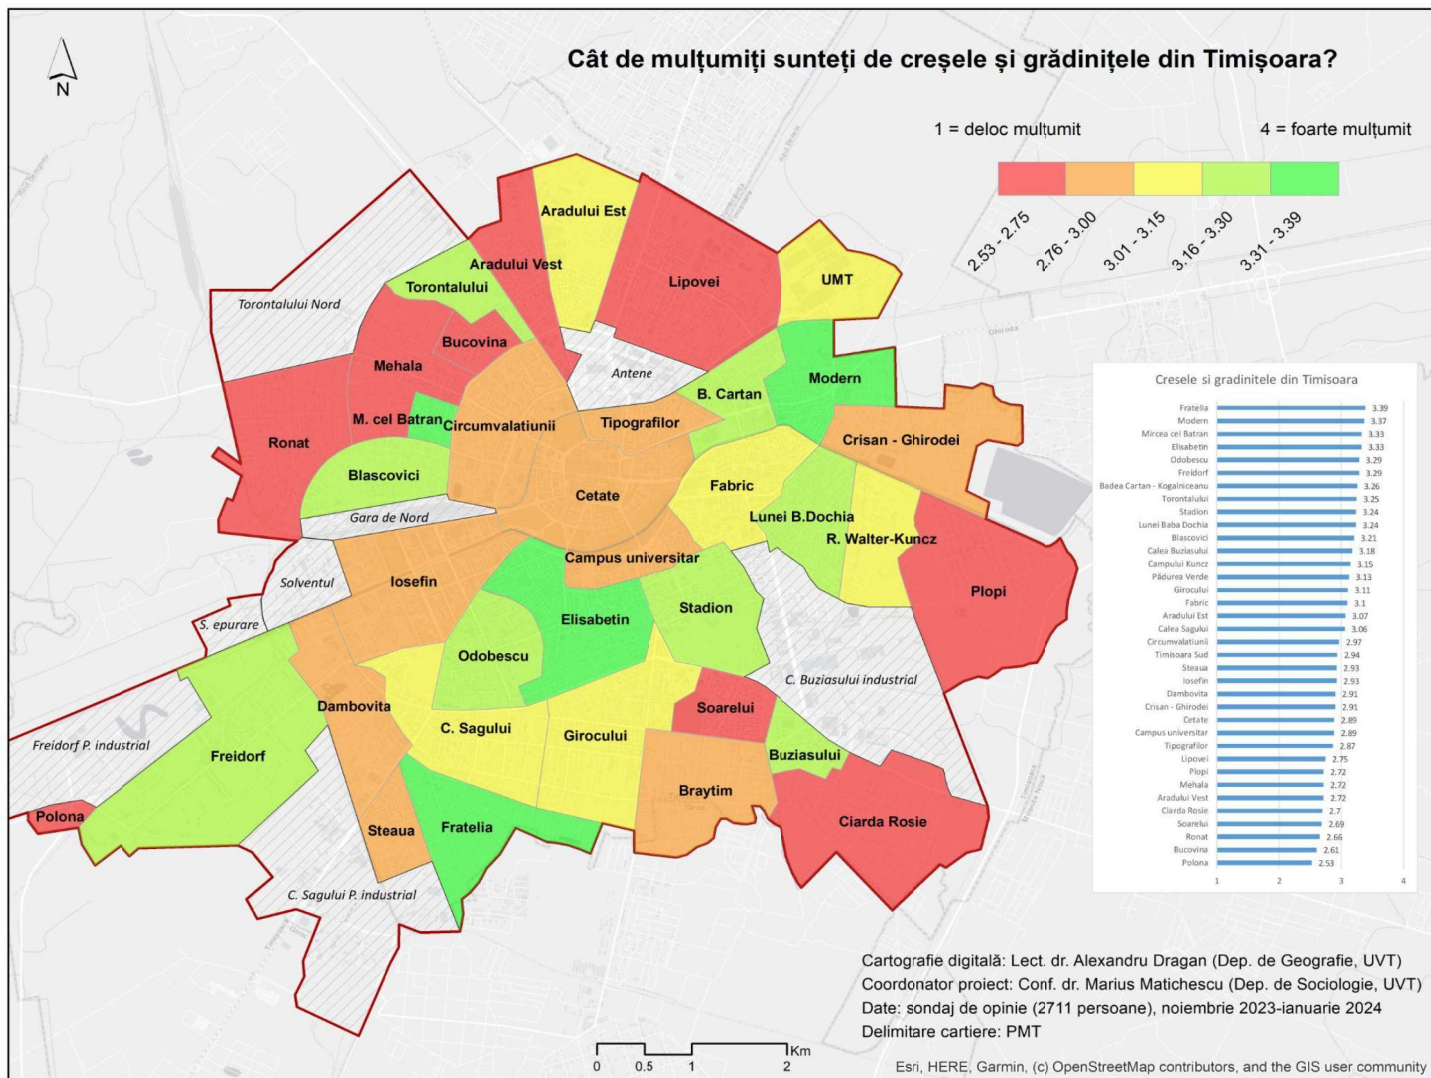 Cât de mulțumiți sunteți de creșele și grădinițele din Timișoara?
N
1 = deloc mulțumit
4 = foarte mulțumit
2.53 - 2.75
2.76 - 3.00
3.01 - 3.15
3.16 - 3.30
3.31 - 3.39
Aradului Est
Aradului Vest
Lipovei
UMT
Torontalului
Torontalului Nord
Bucovina
Mehala
Antene
Modern
B. Cartan
M. cel Batran
Circumvalatiunii
Tipografilor
Crisan - Ghirodei
Ronat
Blascovici
Cetate
Fabric
Gara de Nord
Lunei B.Dochia
R. Walter-Kuncz
Campus universitar
Iosefin
Solventul
Plopi
S. epurare
Elisabetin
Stadion
Odobescu
C. Buziasului industrial
Dambovita
Soarelui
C. Sagului
Girocului
Freidorf P. industrial
Freidorf
Buziasului
Braytim
Polona
Steaua
Fratelia
Ciarda Rosie
C. Sagului P. industrial
Ghiroda
Cresele si gradinitele din Timisoara
Fratelia 3.39
Modern 3.37
Mircea cel Batran 3.33
Elisabetin 3.33
Odobescu 3.29
Freidorf 3.29
Badea Cartan - Kogalniceanu 3.26
Torontalului 3.25
Stadion 3.24
Lunei Baba Dochia 3.24
Blascovici 3.21
Calea Buziasului 3.18
Campului Kuncz 3.15
Pădurea Verde 3.13
Girocului 3.11
Fabric 3.1
Aradului Est 3.07
Calea Sagului 3.06
Circumvalatiunii 2.97
Timisoara Sud 2.94
Steaua 2.93
Iosefin 2.93
Dambovita 2.91
Crisan - Ghirodei 2.91
Cetate 2.89
Campus universitar 2.89
Tipografilor 2.87
Lipovei 2.75
Plopi 2.72
Mehala 2.72
Aradului Vest 2.72
Ciarda Rosie 2.7
Soarelui 2.69
Ronat 2.66
Bucovina 2.61
Polona 2.53
1 2 3 4
Cartografie digitală: Lect. dr. Alexandru Dragan (Dep. de Geografie, UVT)
Coordonator proiect: Conf. dr. Marius Matichescu (Dep. de Sociologie, UVT)
Date: sondaj de opinie (2711 persoane), noiembrie 2023-ianuarie 2024
Delimitare cartiere: PMT
Km
0 0.5 1 2
Esri, HERE, Garmin, (c) OpenStreetMap contributors, and the GIS user community